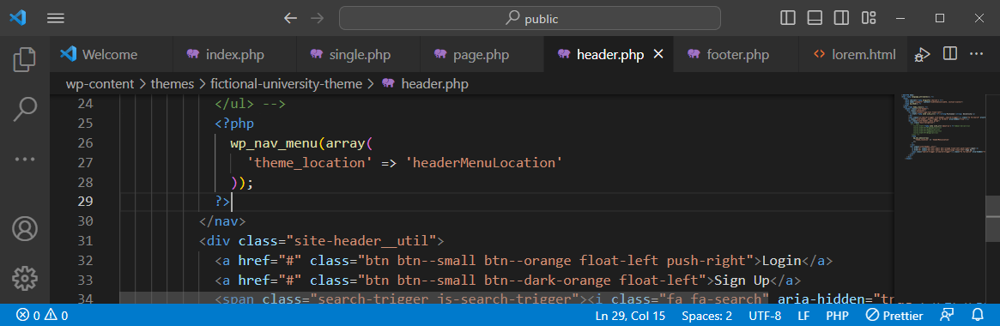 public
Welcome index.php single.php page.php header.php footer.php lorem.html
wp-content > themes > fictional-university-theme > header.php
24 </ul> -->
25 <?php
26 wp_nav_menu(array(
27 'theme_location' => 'headerMenuLocation'
28 ));
29 ?>
30 </nav>
31 <div class="site-header__util">
32 <a href="#" class="btn btn--small btn--orange float-left push-right">Login</a>
33 <a href="#" class="btn btn--small btn--dark-orange float-left">Sign Up</a>
34 <span class="search-trigger js-search-trigger"><i class="fa fa-search" aria-hidden="tr
0 0 Ln 29, Col 15 Spaces: 2 UTF-8 LF PHP Prettier